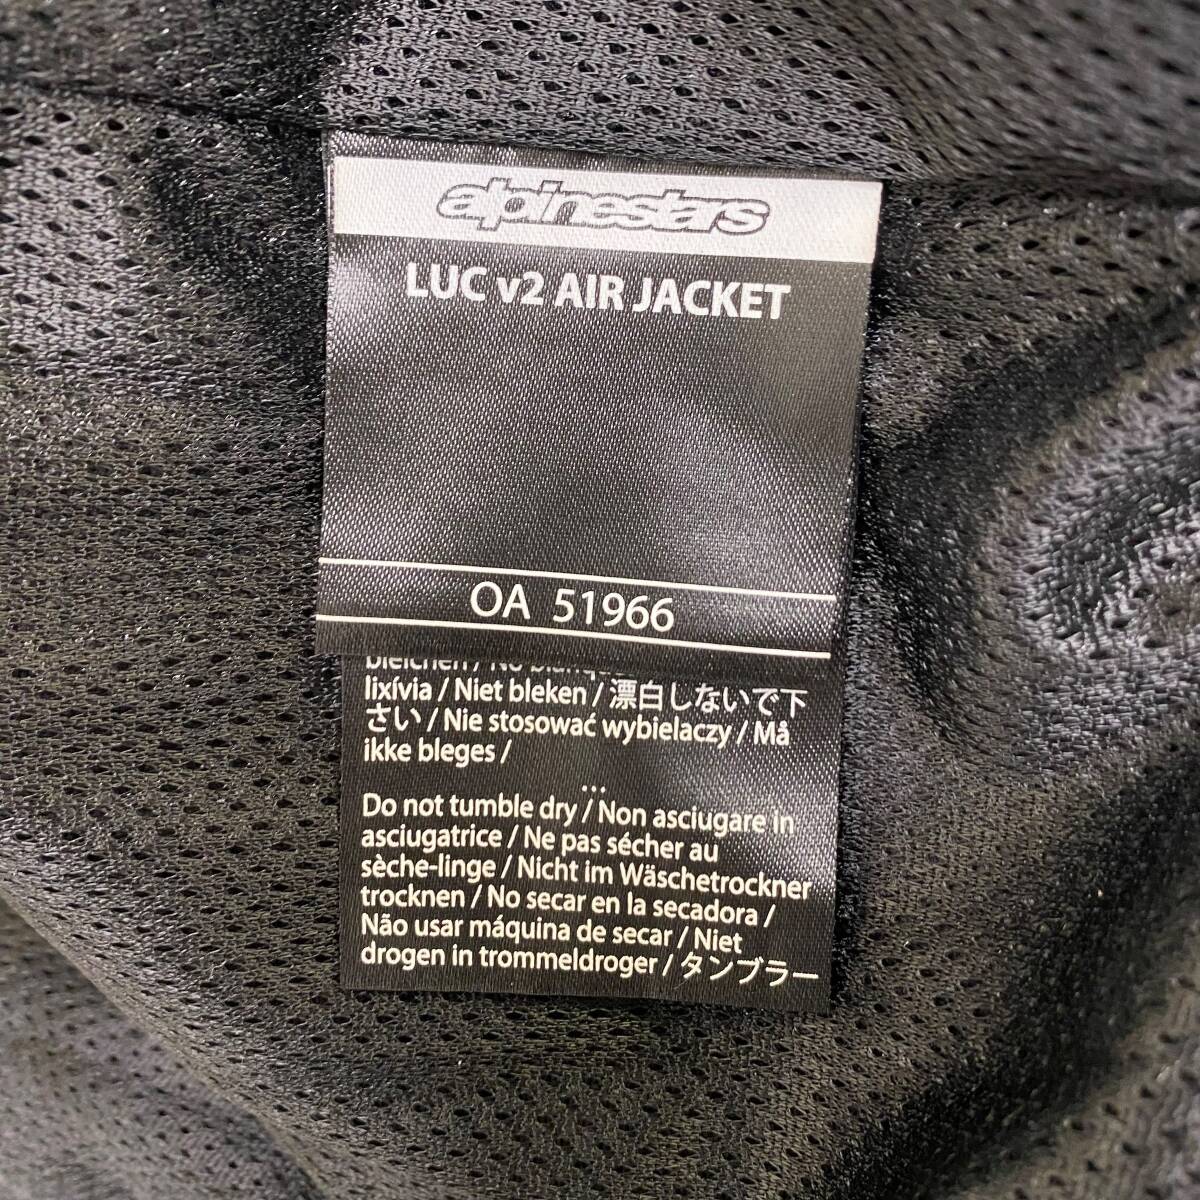 alpinestars
LUC v2 AIR JACKET
OA 51966
bleichen / No
lixívia / Niet bleken / 漂白しないで下
さい / Nie stosować wybielaczy / Må
ikke bleges /
...
Do not tumble dry / Non asciugare in
asciugatrice / Ne pas sécher au
sèche-linge / Nicht im Wäschetrockner
trocknen / No secar en la secadora /
Não usar máquina de secar / Niet
drogen in trommeldroger / タンブラー